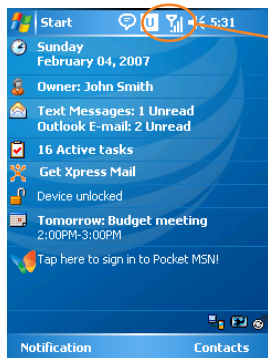 Start U 5:31
Sunday
February 04, 2007
Owner: John Smith
Text Messages: 1 Unread
Outlook E-mail: 2 Unread
16 Active tasks
Get Xpress Mail
Device unlocked
Tomorrow: Budget meeting
2:00PM-3:00PM
Tap here to sign in to Pocket MSN!
Notification Contacts